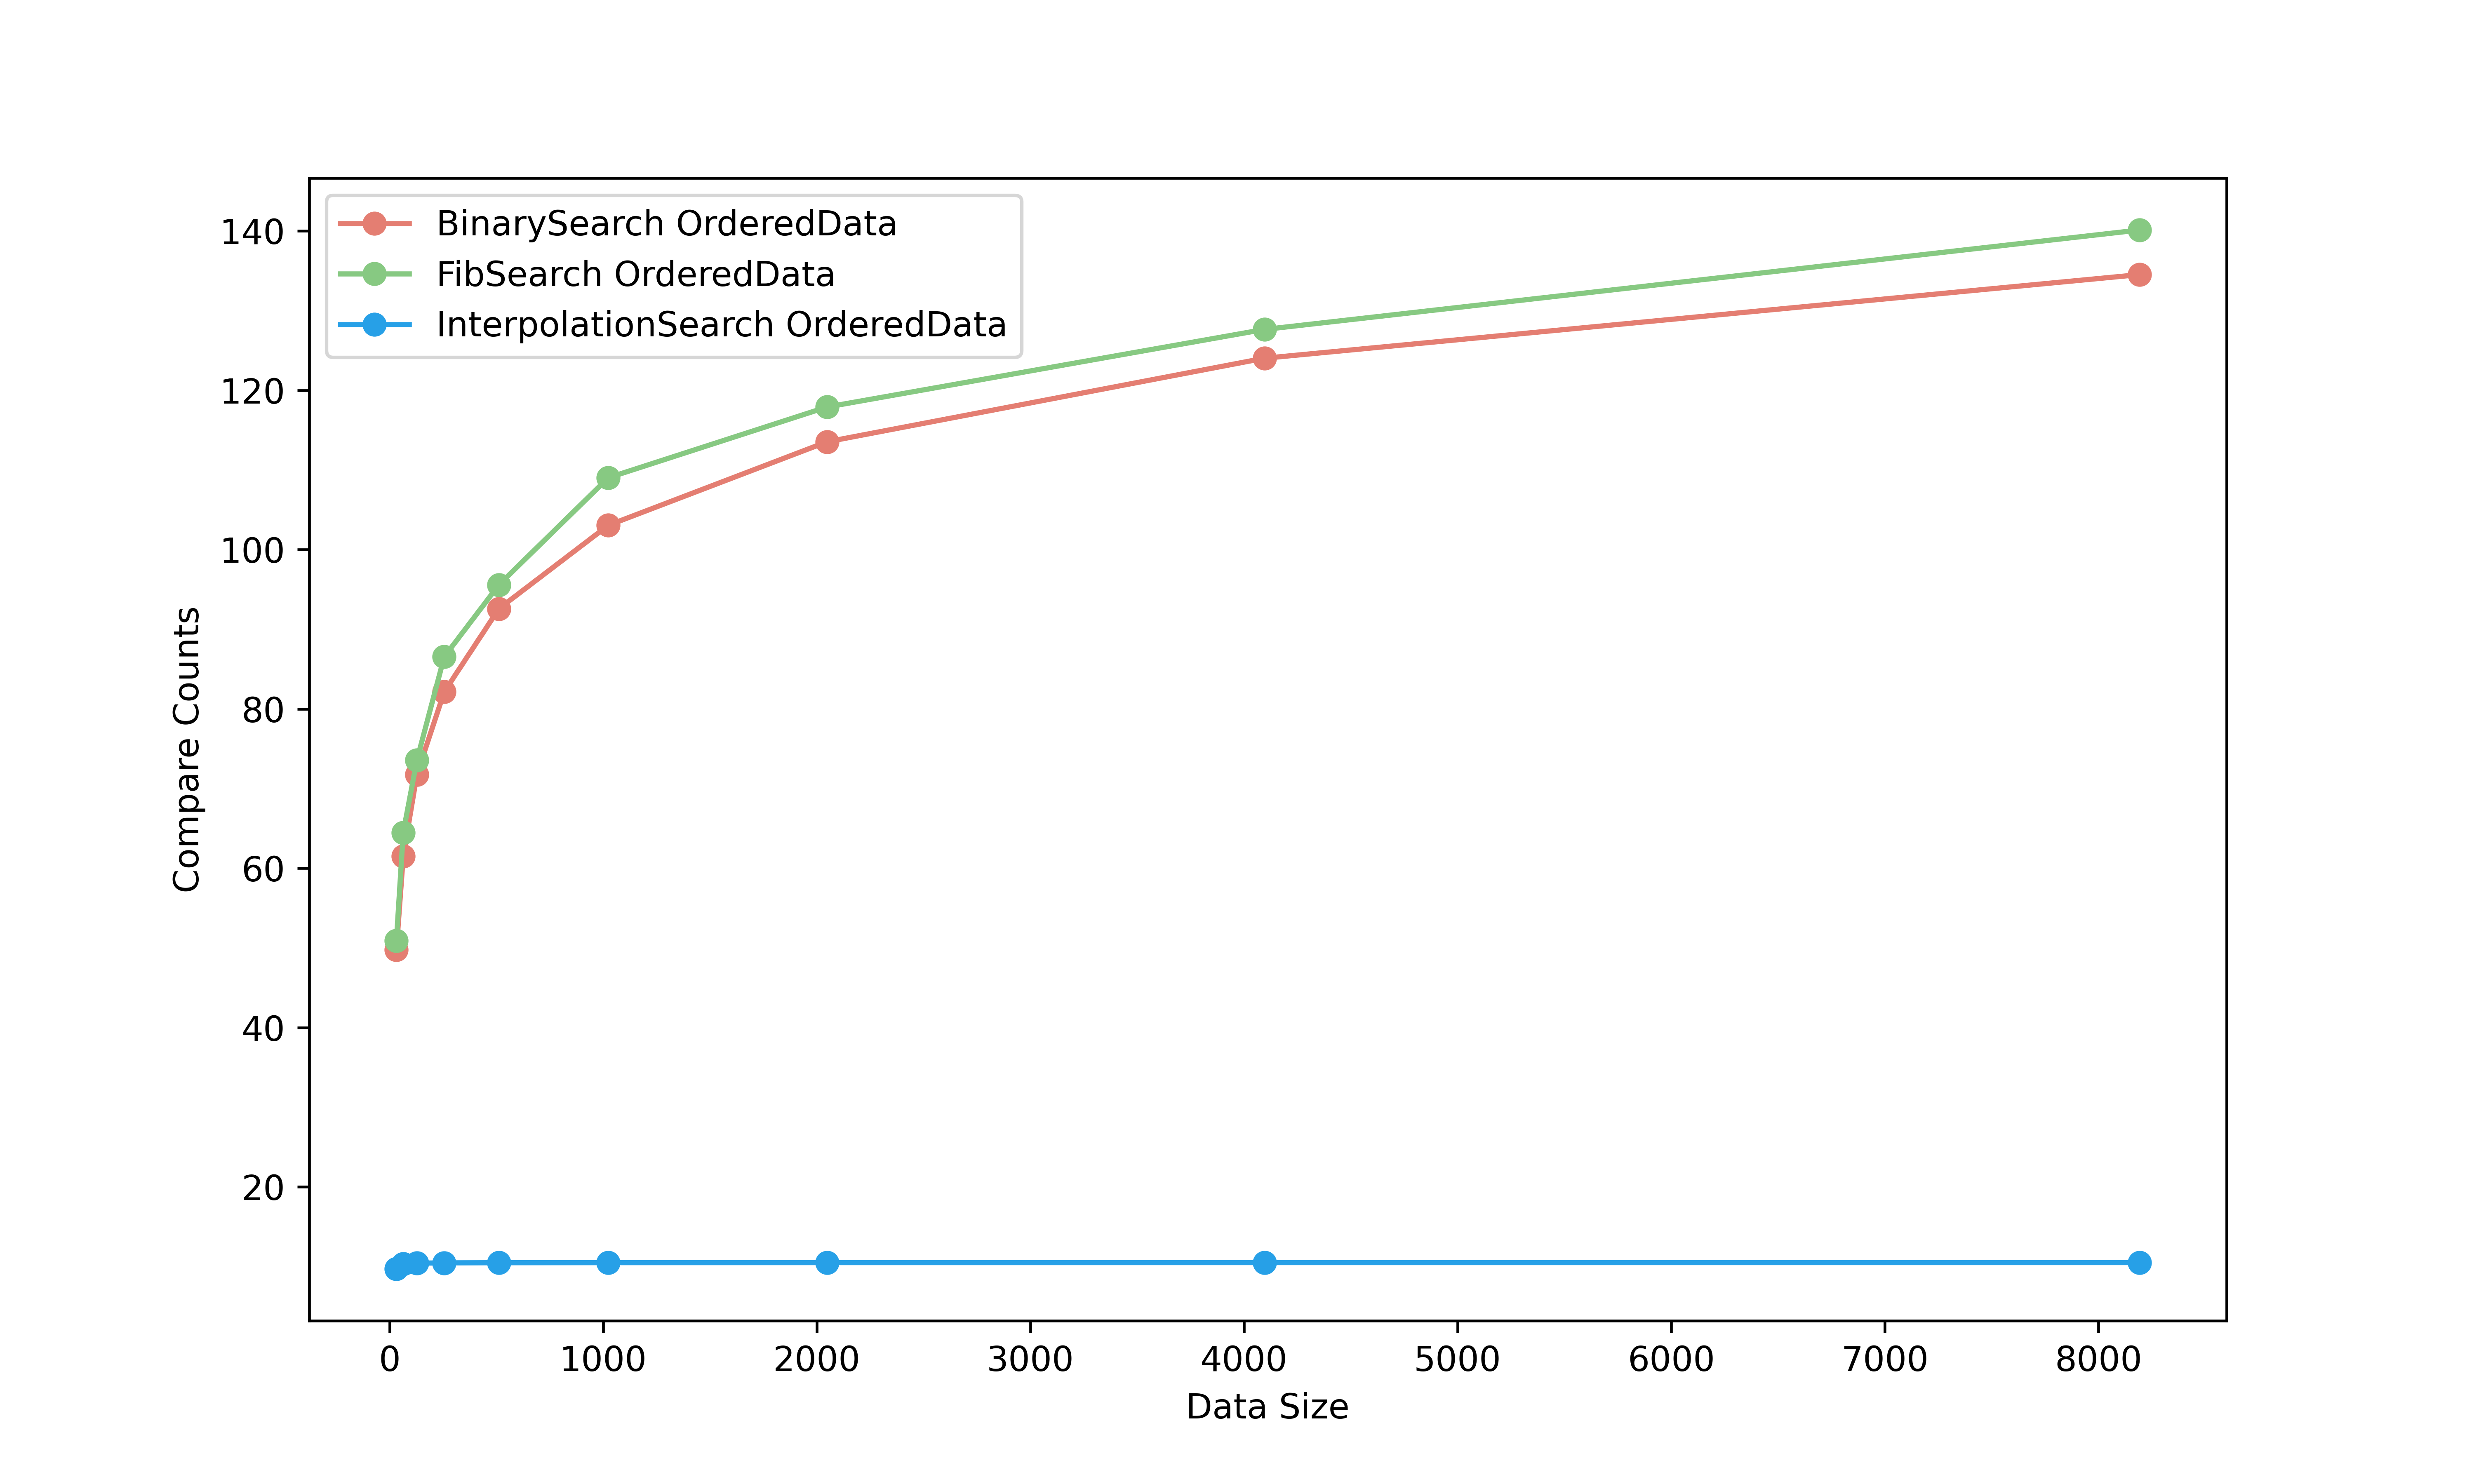 BinarySearch OrderedData
FibSearch OrderedData
InterpolationSearch OrderedData
140
120
100
80
60
40
20
Compare Counts
0 1000 2000 3000 4000 5000 6000 7000 8000
Data Size